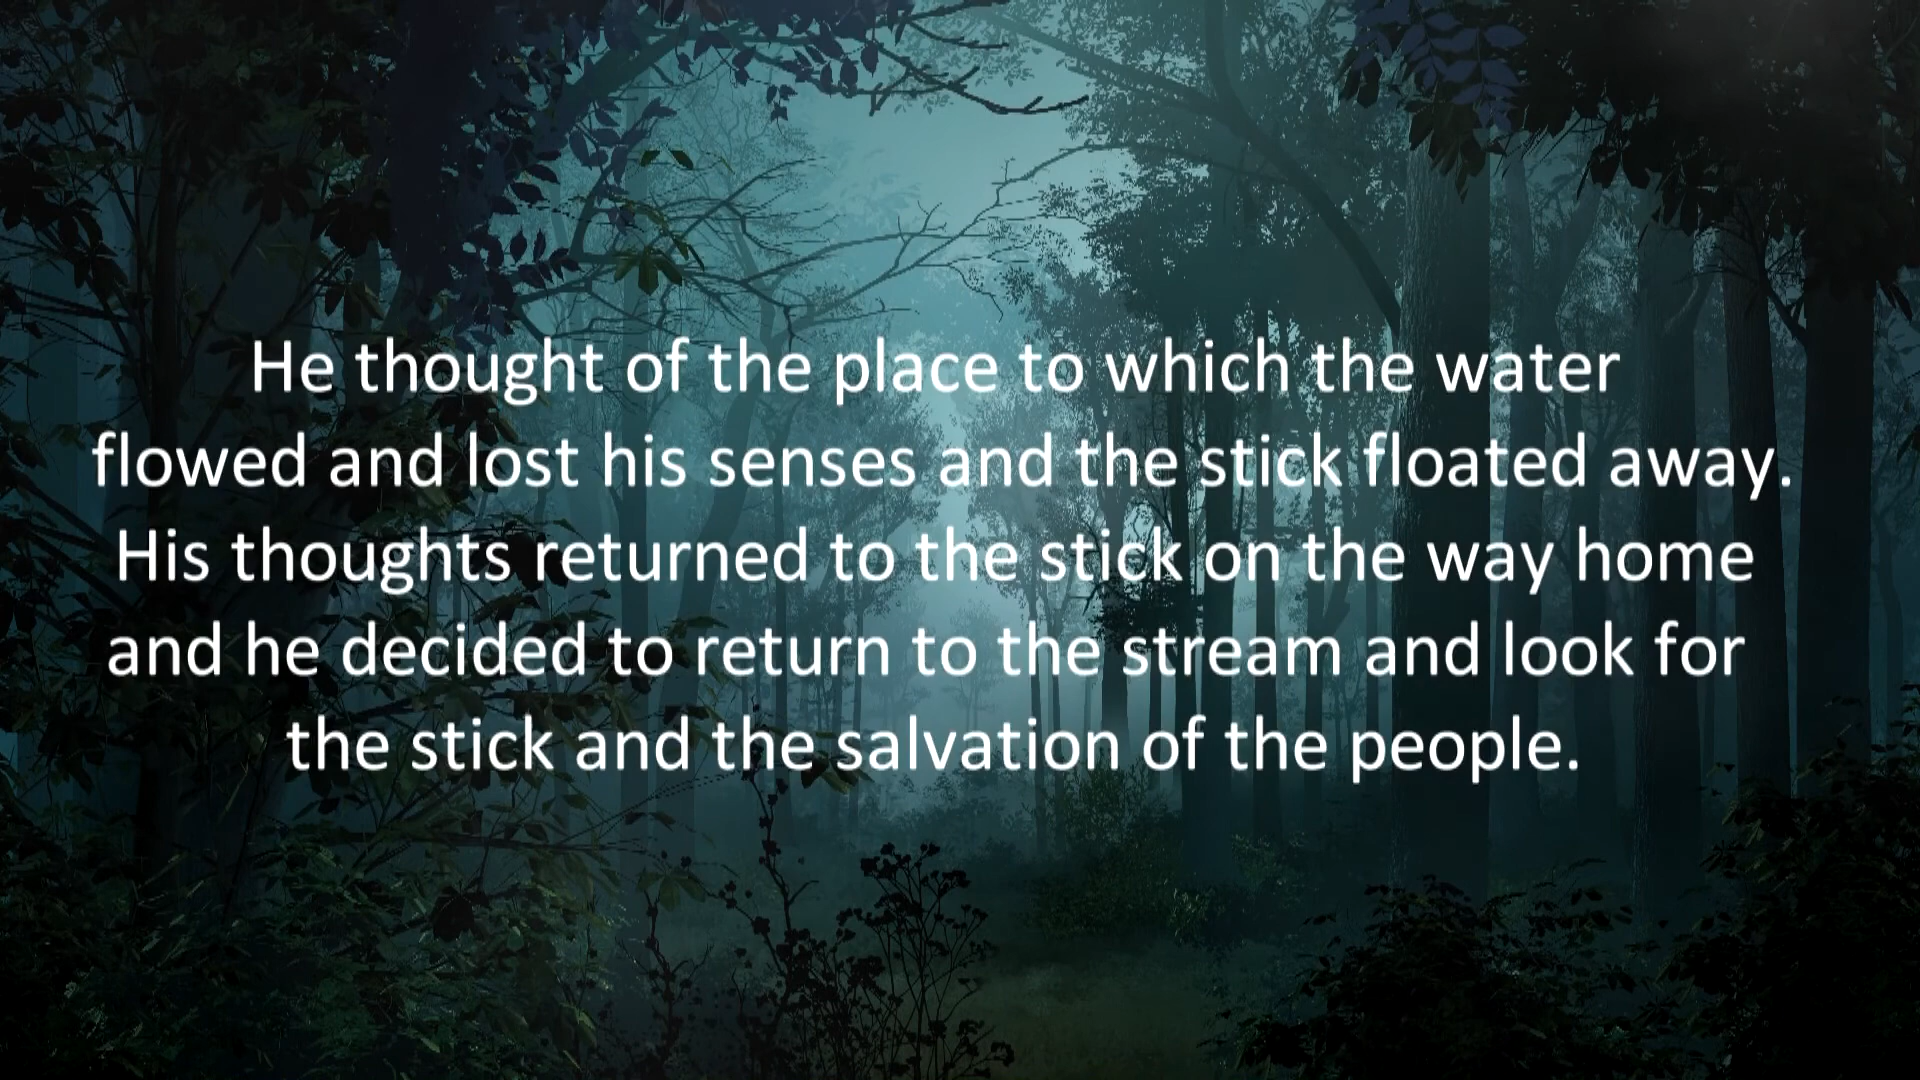 He thought of the place to which the water
flowed and lost his senses and the stick floated away.
His thoughts returned to the stick on the way home
and he decided to return to the stream and look for
the stick and the salvation of the people.